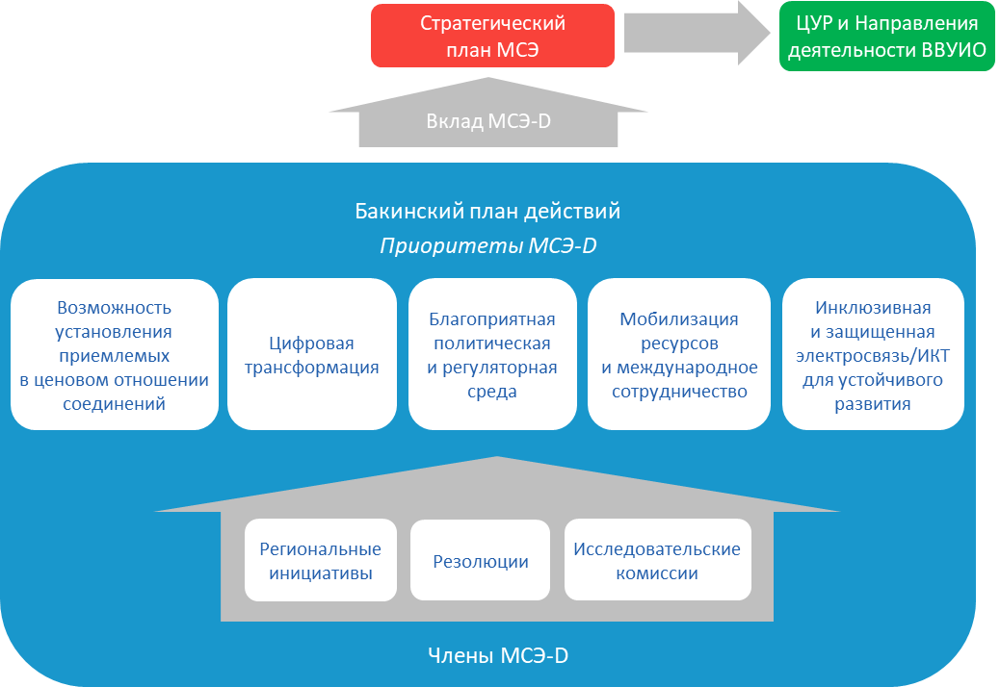 Стратегический
план МСЭ
ЦУР и Направления
деятельности ВВУИО
Вклад МСЭ-D
Бакинский план действий
Приоритеты МСЭ-D
Возможность
установления
приемлемых
в ценовом отношении
соединений
Цифровая
трансформация
Благоприятная
политическая
и регуляторная
среда
Мобилизация
ресурсов
и международное
сотрудничество
Инклюзивная
и защищенная
электросвязь/ИКТ
для устойчивого
развития
Региональные
инициативы
Резолюции
Исследовательские
комиссии
Члены МСЭ-D